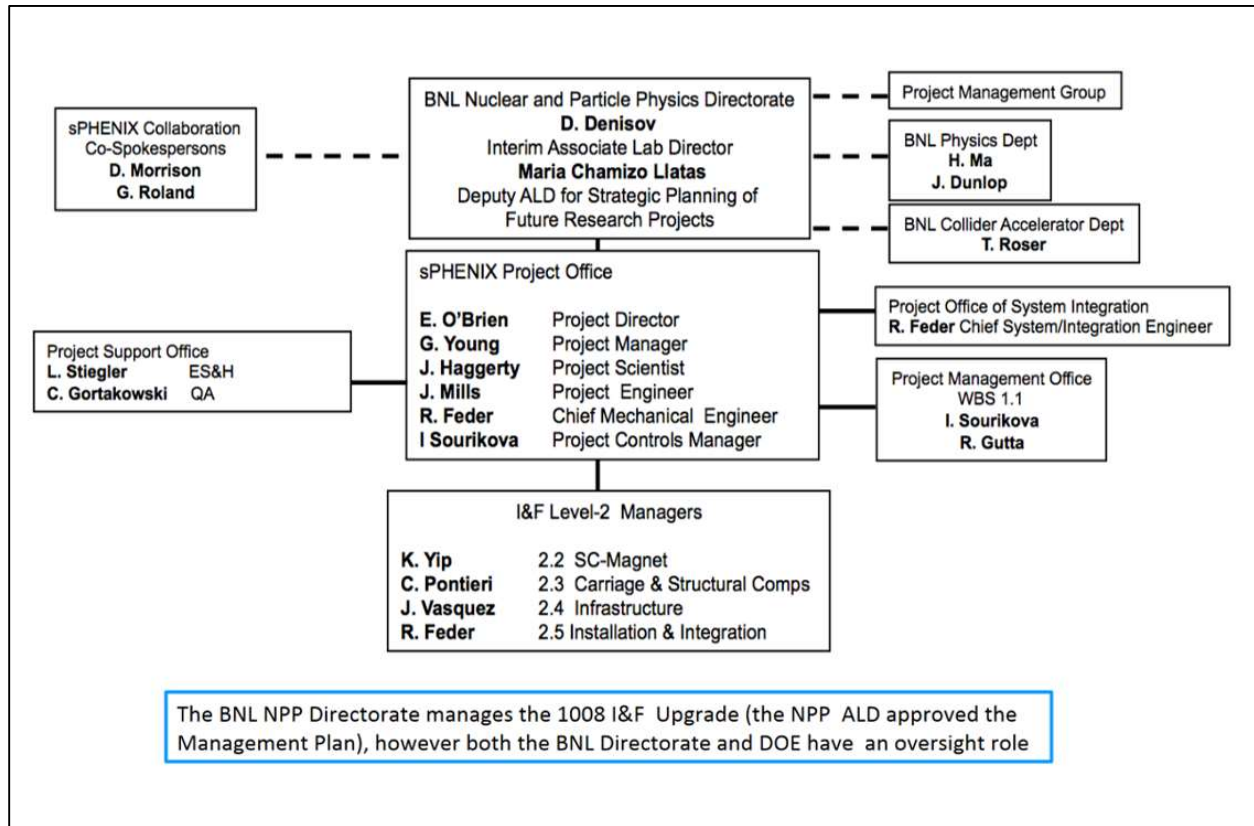 BNL Nuclear and Particle Physics Directorate
D. Denisov
Interim Associate Lab Director
Maria Chamizo Llatas
Deputy ALD for Strategic Planning of
Future Research Projects
sPHENIX Collaboration
Co-Spokespersons
D. Morrison
G. Roland
Project Management Group
BNL Physics Dept
H. Ma
J. Dunlop
BNL Collider Accelerator Dept
T. Roser
sPHENIX Project Office
E. O'Brien Project Director
G. Young Project Manager
J. Haggerty Project Scientist
J. Mills Project Engineer
R. Feder Chief Mechanical Engineer
I Sourikova Project Controls Manager
Project Support Office
L. Stiegler ES&H
C. Gortakowski QA
Project Office of System Integration
R. Feder Chief System/Integration Engineer
Project Management Office
WBS 1.1
I. Sourikova
R. Gutta
I&F Level-2 Managers
K. Yip 2.2 SC-Magnet
C. Pontieri 2.3 Carriage & Structural Comps
J. Vasquez 2.4 Infrastructure
R. Feder 2.5 Installation & Integration
The BNL NPP Directorate manages the 1008 I&F Upgrade (the NPP ALD approved the
Management Plan), however both the BNL Directorate and DOE have an oversight role